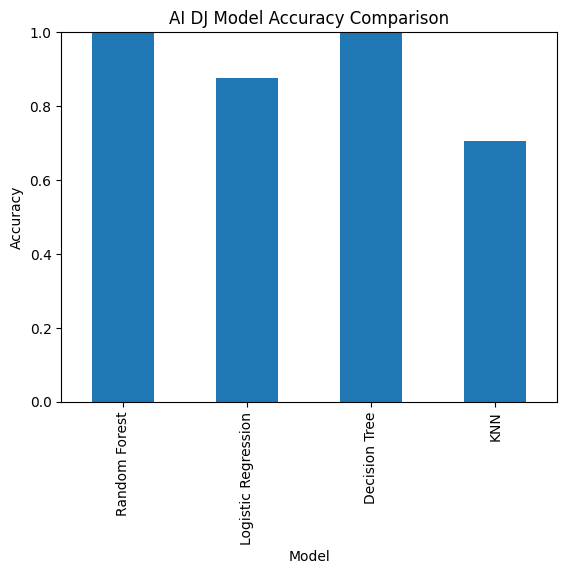 AI DJ Model Accuracy Comparison
Accuracy
1.0
0.8
0.6
0.4
0.2
0.0
Random Forest
Logistic Regression
Decision Tree
KNN
Model